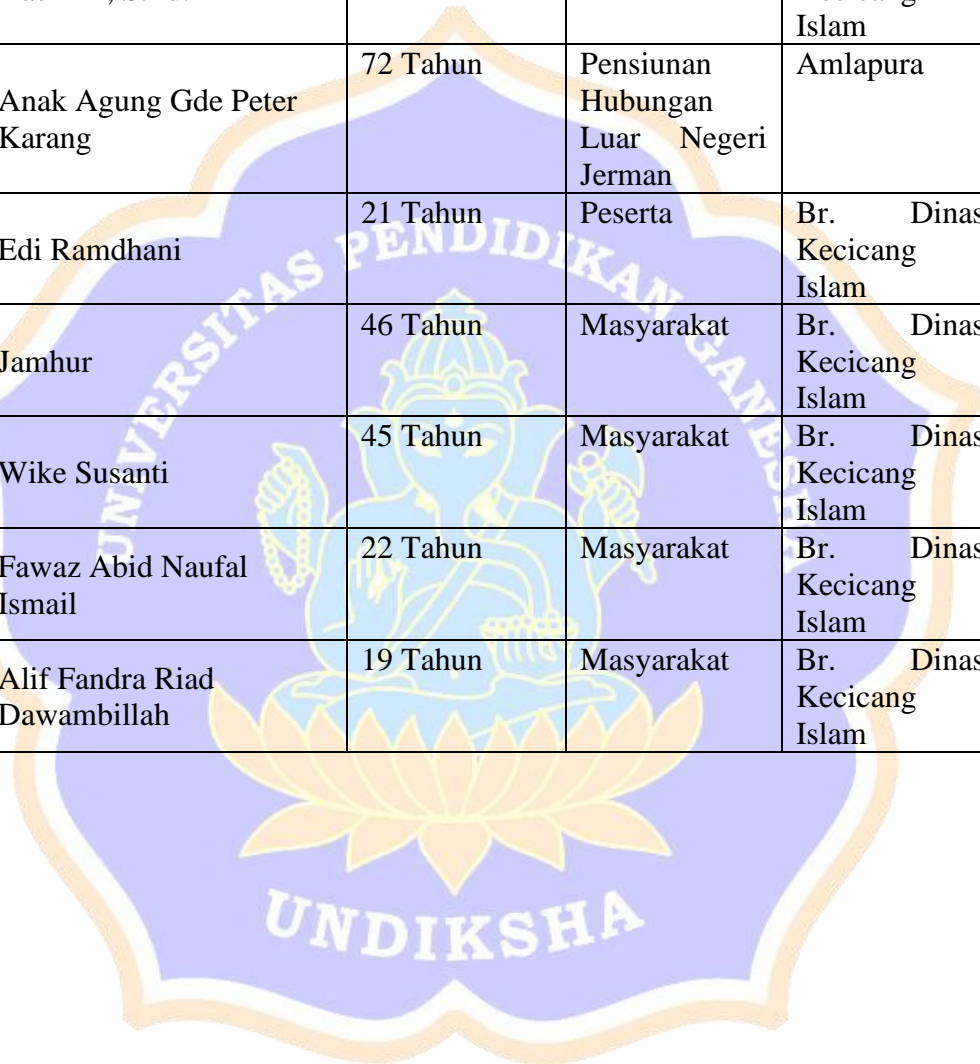 Islam
Anak Agung Gde Peter
Karang
72 Tahun
Pensiunan
Hubungan
Luar Negeri
Jerman
Amlapura
Edi Ramdhani
21 Tahun
Peserta
Br. Dinas
Kecicang
Islam
Jamhur
46 Tahun
Masyarakat
Br. Dinas
Kecicang
Islam
Wike Susanti
45 Tahun
Masyarakat
Br. Dinas
Kecicang
Islam
Fawaz Abid Naufal
Ismail
22 Tahun
Masyarakat
Br. Dinas
Kecicang
Islam
Alif Fandra Riad
Dawambillah
19 Tahun
Masyarakat
Br. Dinas
Kecicang
Islam
UNIVERSITAS PENDIDIKAN GANESHA
UNDIKSHA